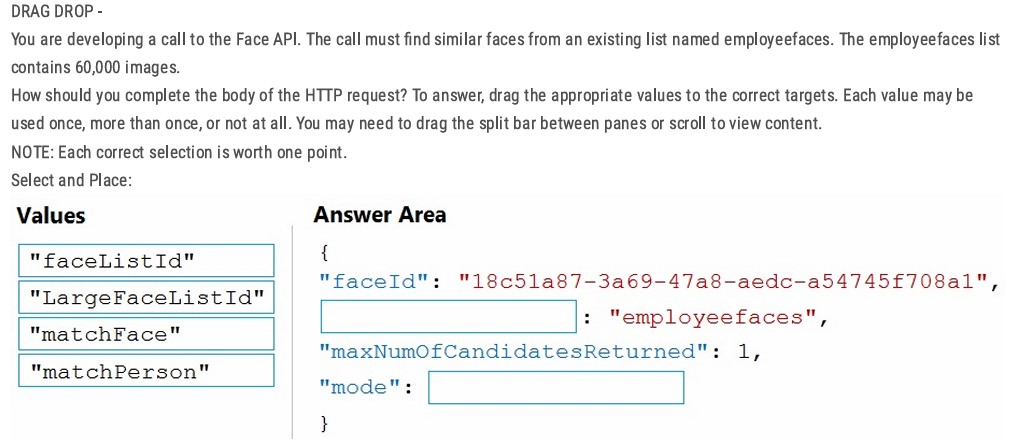 DRAG DROP -
You are developing a call to the Face API. The call must find similar faces from an existing list named employeefaces. The employeefaces list
contains 60,000 images.
How should you complete the body of the HTTP request? To answer, drag the appropriate values to the correct targets. Each value may be
used once, more than once, or not at all. You may need to drag the split bar between panes or scroll to view content.
NOTE: Each correct selection is worth one point.
Select and Place:
Values
"faceListId"
"LargeFaceListId"
"matchFace"
"matchPerson"
Answer Area
{
"faceId": "18c51a87-3a69-47a8-aedc-a54745f708a1",
: "employeefaces",
"maxNumOfCandidatesReturned": 1,
"mode":
}